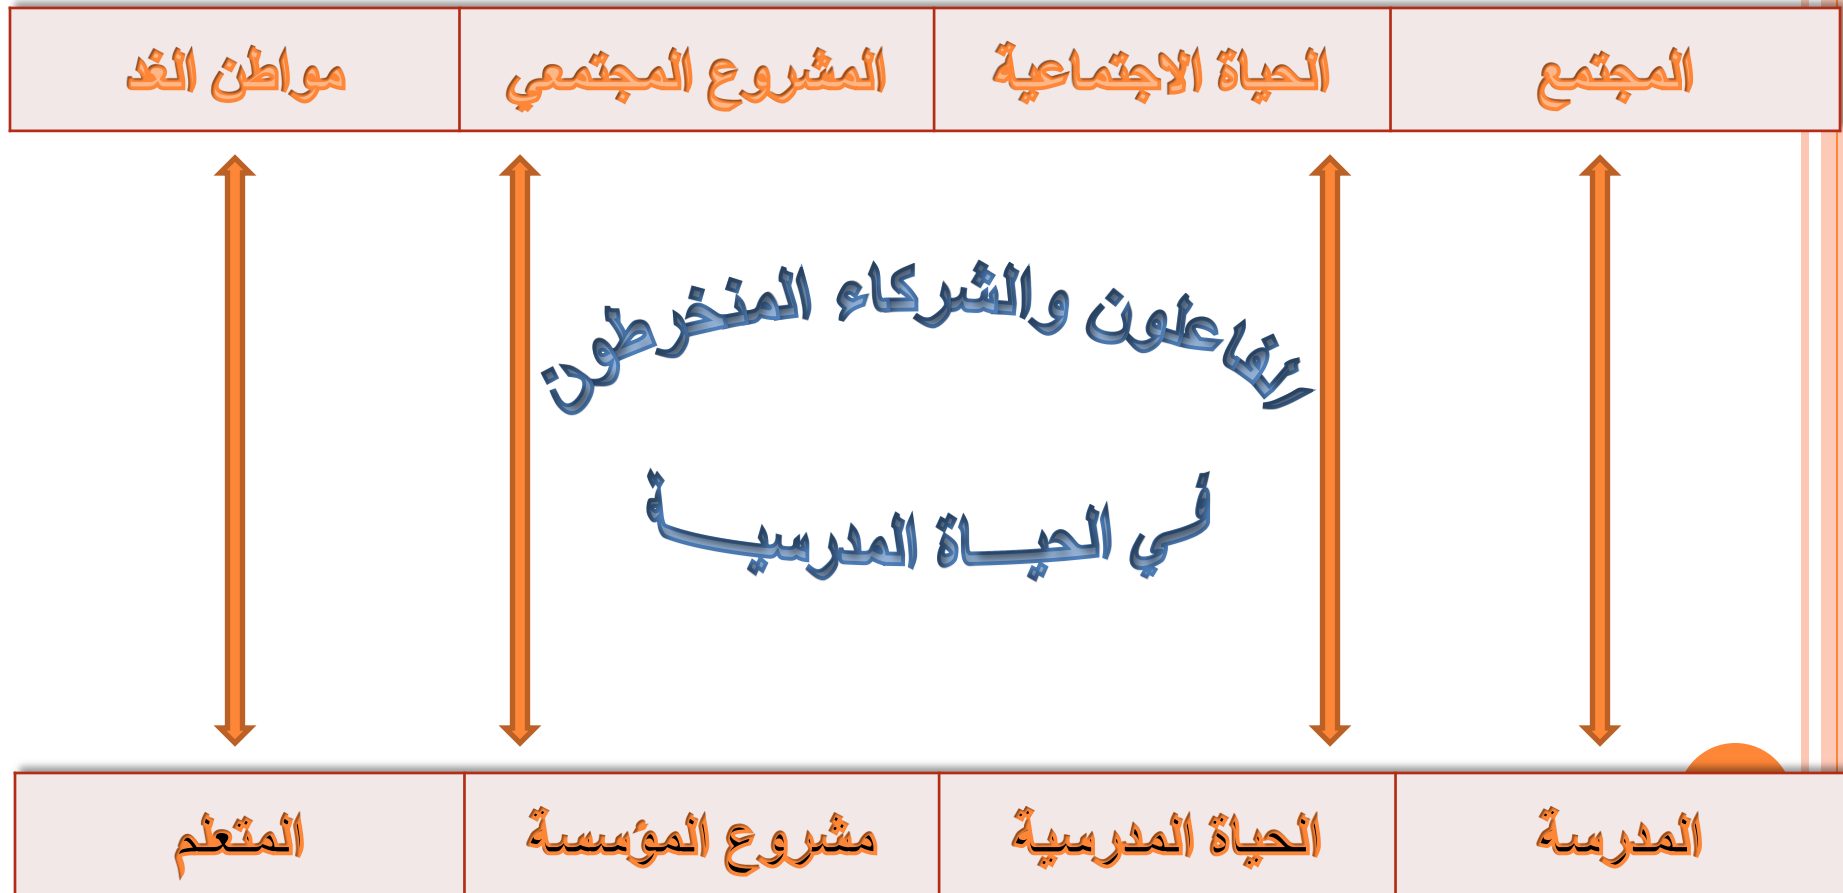 المجتمع
الحياة الاجتماعية
المشروع المجتمعي
مواطن الغد
الفاعلون والشركاء المنخرطون
في الحيـــاة المدرسيـــة
المدرسة
الحياة المدرسية
مشروع المؤسسة
المتعلم